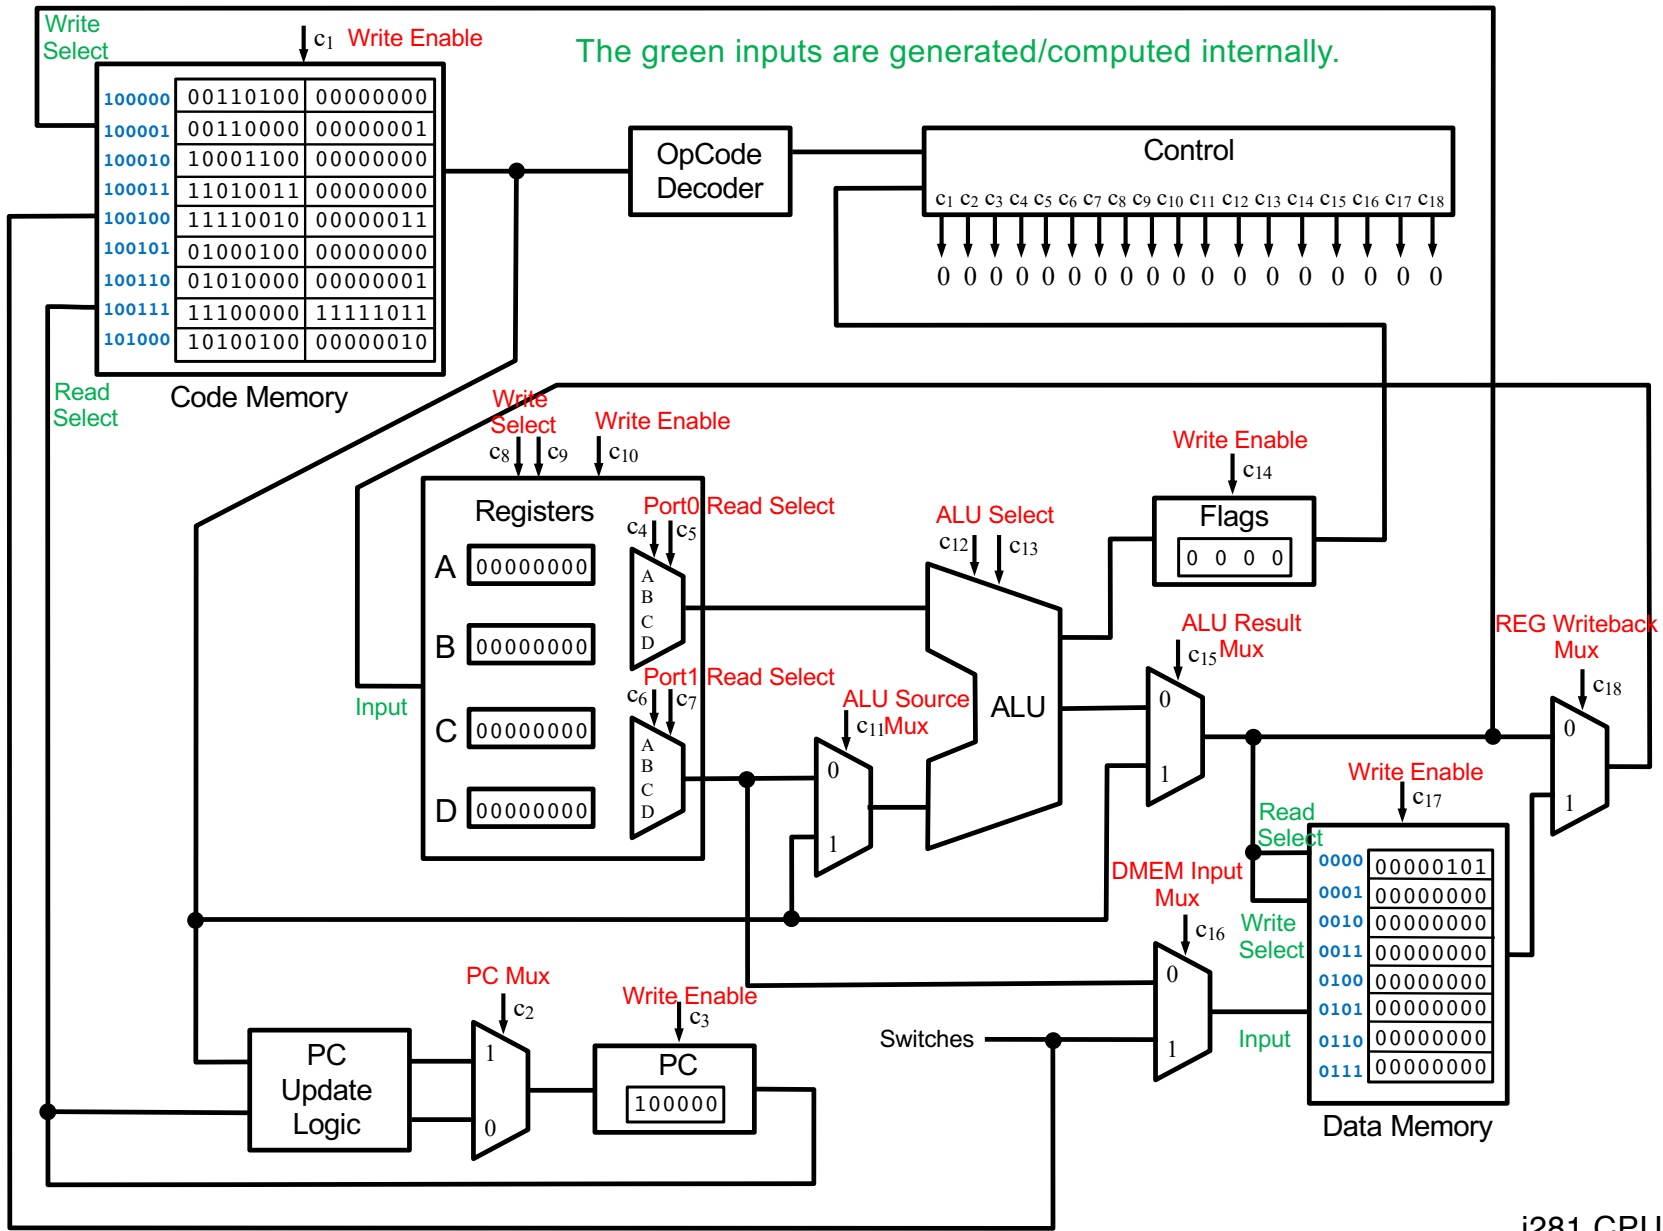 Write
Select
c1 Write Enable
The green inputs are generated/computed internally.
100000 00110100 00000000
100001 00110000 00000001
100010 10001100 00000000
100011 11010011 00000000
100100 11110010 00000011
100101 01000100 00000000
100110 01010000 00000001
100111 11100000 11111011
101000 10100100 00000010
Code Memory
Read
Select
OpCode
Decoder
Control
c1 c2 c3 c4 c5 c6 c7 c8 c9 c10 c11 c12 c13 c14 c15 c16 c17 c18
0 0 0 0 0 0 0 0 0 0 0 0 0 0 0 0 0 0
Write
Select
c8 c9
Write Enable
c10
Registers
A 00000000
B 00000000
C 00000000
D 00000000
Input
Port0 Read Select
c4 c5
A
B
C
D
Port1 Read Select
c6 c7
A
B
C
D
ALU Source
c11 Mux
0
1
ALU Select
c12 c13
ALU
Write Enable
c14
Flags
0 0 0 0
ALU Result
c15 Mux
0
1
REG Writeback
Mux
c18
0
1
Write Enable
c17
Read
Select
Write
Select
Input
0000 00000101
0001 00000000
0010 00000000
0011 00000000
0100 00000000
0101 00000000
0110 00000000
0111 00000000
Data Memory
DMEM Input
Mux
c16
0
1
Switches
PC Mux
c2
1
0
PC
Update
Logic
Write Enable
c3
PC
100000
i281 CPU